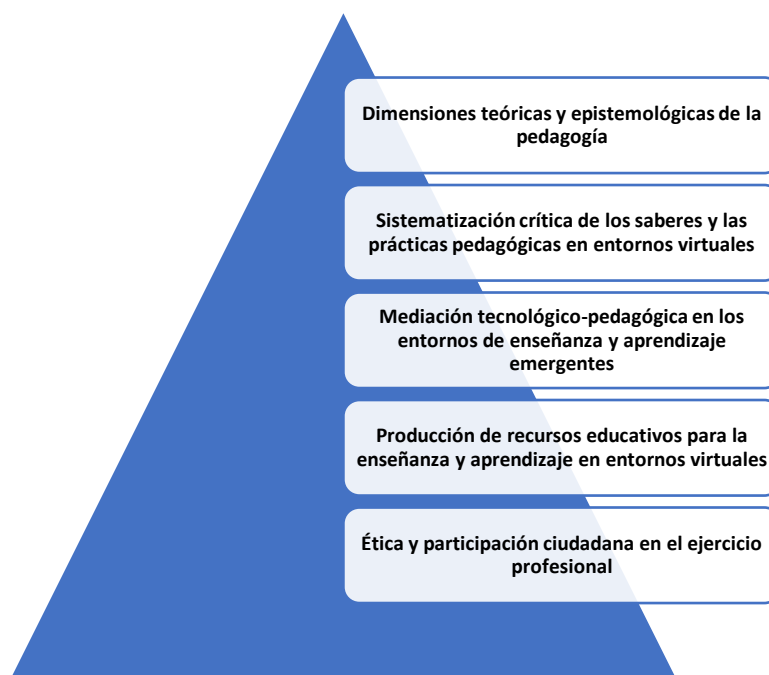 Dimensiones teóricas y epistemológicas de la
pedagogía
Sistematización crítica de los saberes y las
prácticas pedagógicas en entornos virtuales
Mediación tecnológico-pedagógica en los
entornos de enseñanza y aprendizaje
emergentes
Producción de recursos educativos para la
enseñanza y aprendizaje en entornos virtuales
Ética y participación ciudadana en el ejercicio
profesional